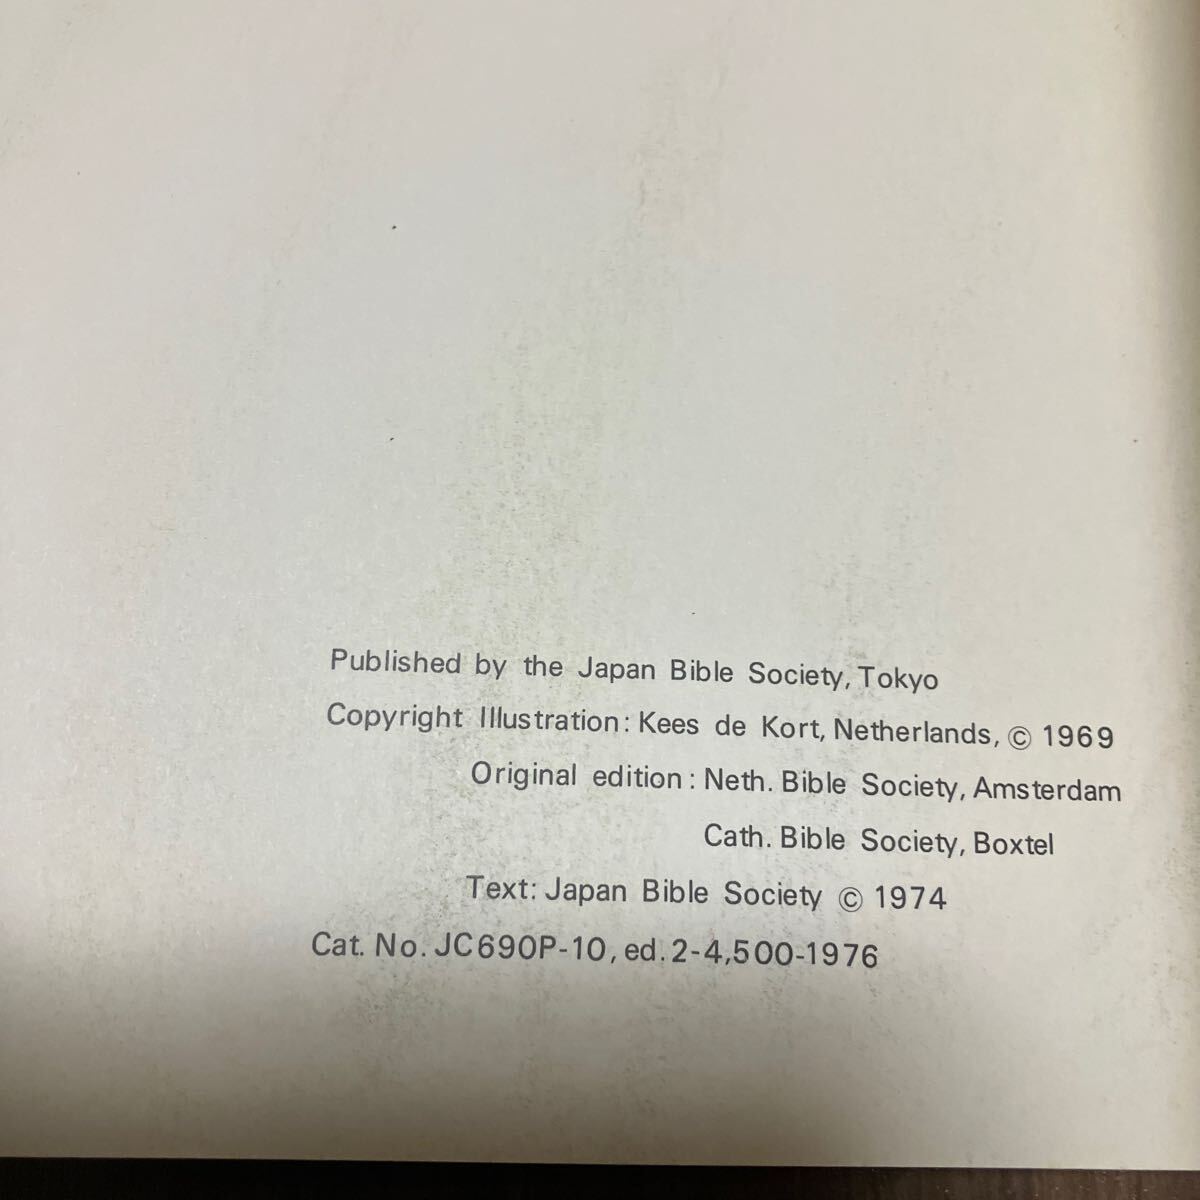 Published by the Japan Bible Society, Tokyo
Copyright Illustration: Kees de Kort, Netherlands, © 1969
Original edition: Neth. Bible Society, Amsterdam
Cath. Bible Society, Boxtel
Text: Japan Bible Society © 1974
Cat. No. JC690P-10, ed. 2-4,500-1976